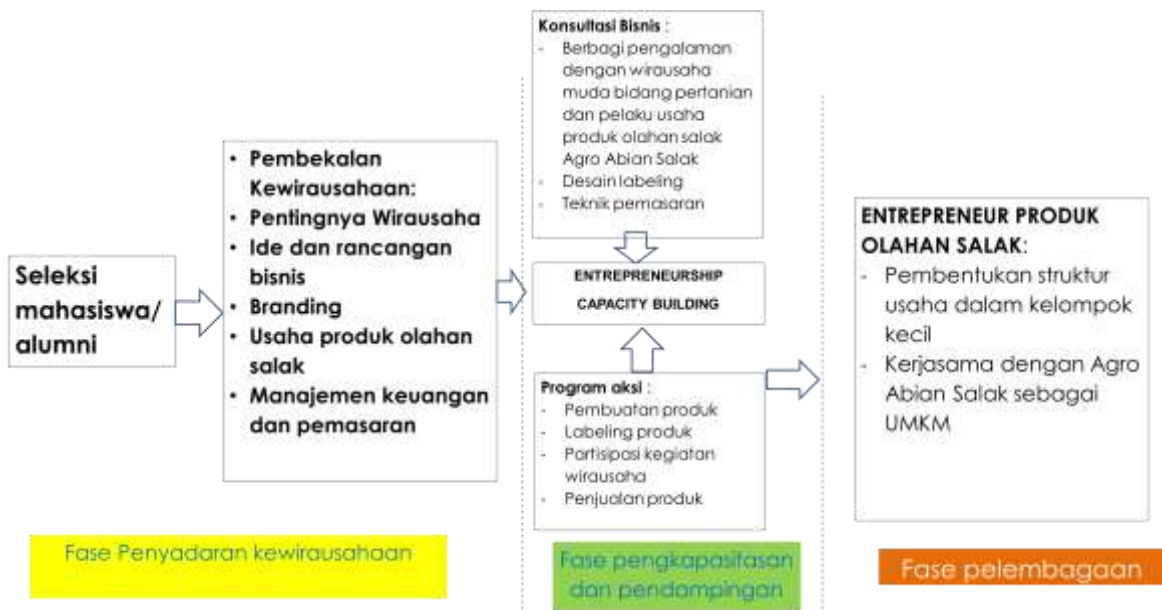 Seleksi
mahasiswa/
alumni
• Pembekalan
Kewirausahaan:
• Pentingnya Wirausaha
• Ide dan rancangan
bisnis
• Branding
• Usaha produk olahan
salak
• Manajemen keuangan
dan pemasaran
Konsultasi Bisnis :
- Berbagi pengalaman
dengan wirausaha
muda bidang pertanian
dan pelaku usaha
produk olahan salak
Agro Abian Salak
- Desain labeling
- Teknik pemasaran
ENTREPRENEURSHIP
CAPACITY BUILDING
Program aksi :
- Pembuatan produk
- Labeling produk
- Partisipasi kegiatan
wirausaha
- Penjualan produk
ENTREPRENEUR PRODUK
OLAHAN SALAK:
- Pembentukan struktur
usaha dalam kelompok
kecil
- Kerjasama dengan Agro
Abian Salak sebagai
UMKM
Fase Penyadaran kewirausahaan
Fase pengkapasitasan
dan pendampingan
Fase pelembagaan